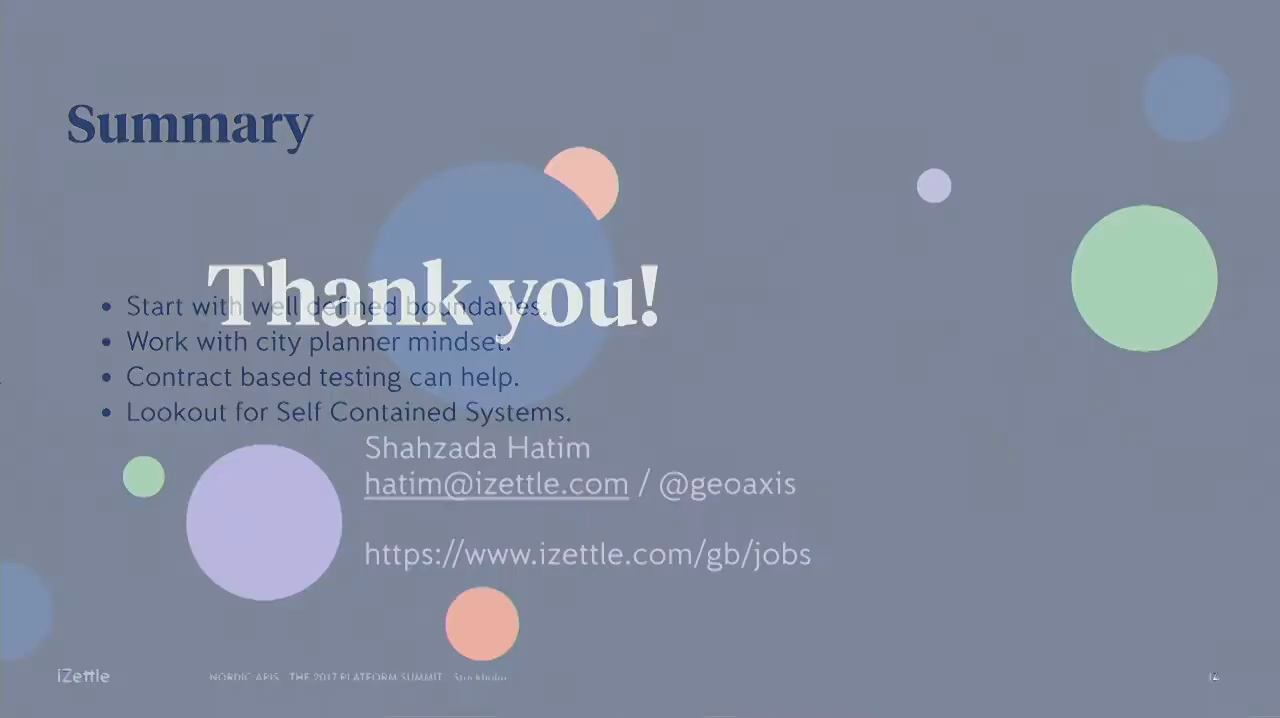 Summary
Thank you!
• Start with well defined boundaries.
• Work with city planner mindset.
• Contract based testing can help.
• Lookout for Self Contained Systems.
Shahzada Hatim
hatim@izettle.com / @geoaxis
https://www.izettle.com/gb/jobs
iZettle
NORDIC APIS THE 2017 PLATFORM SUMMIT Stockholm